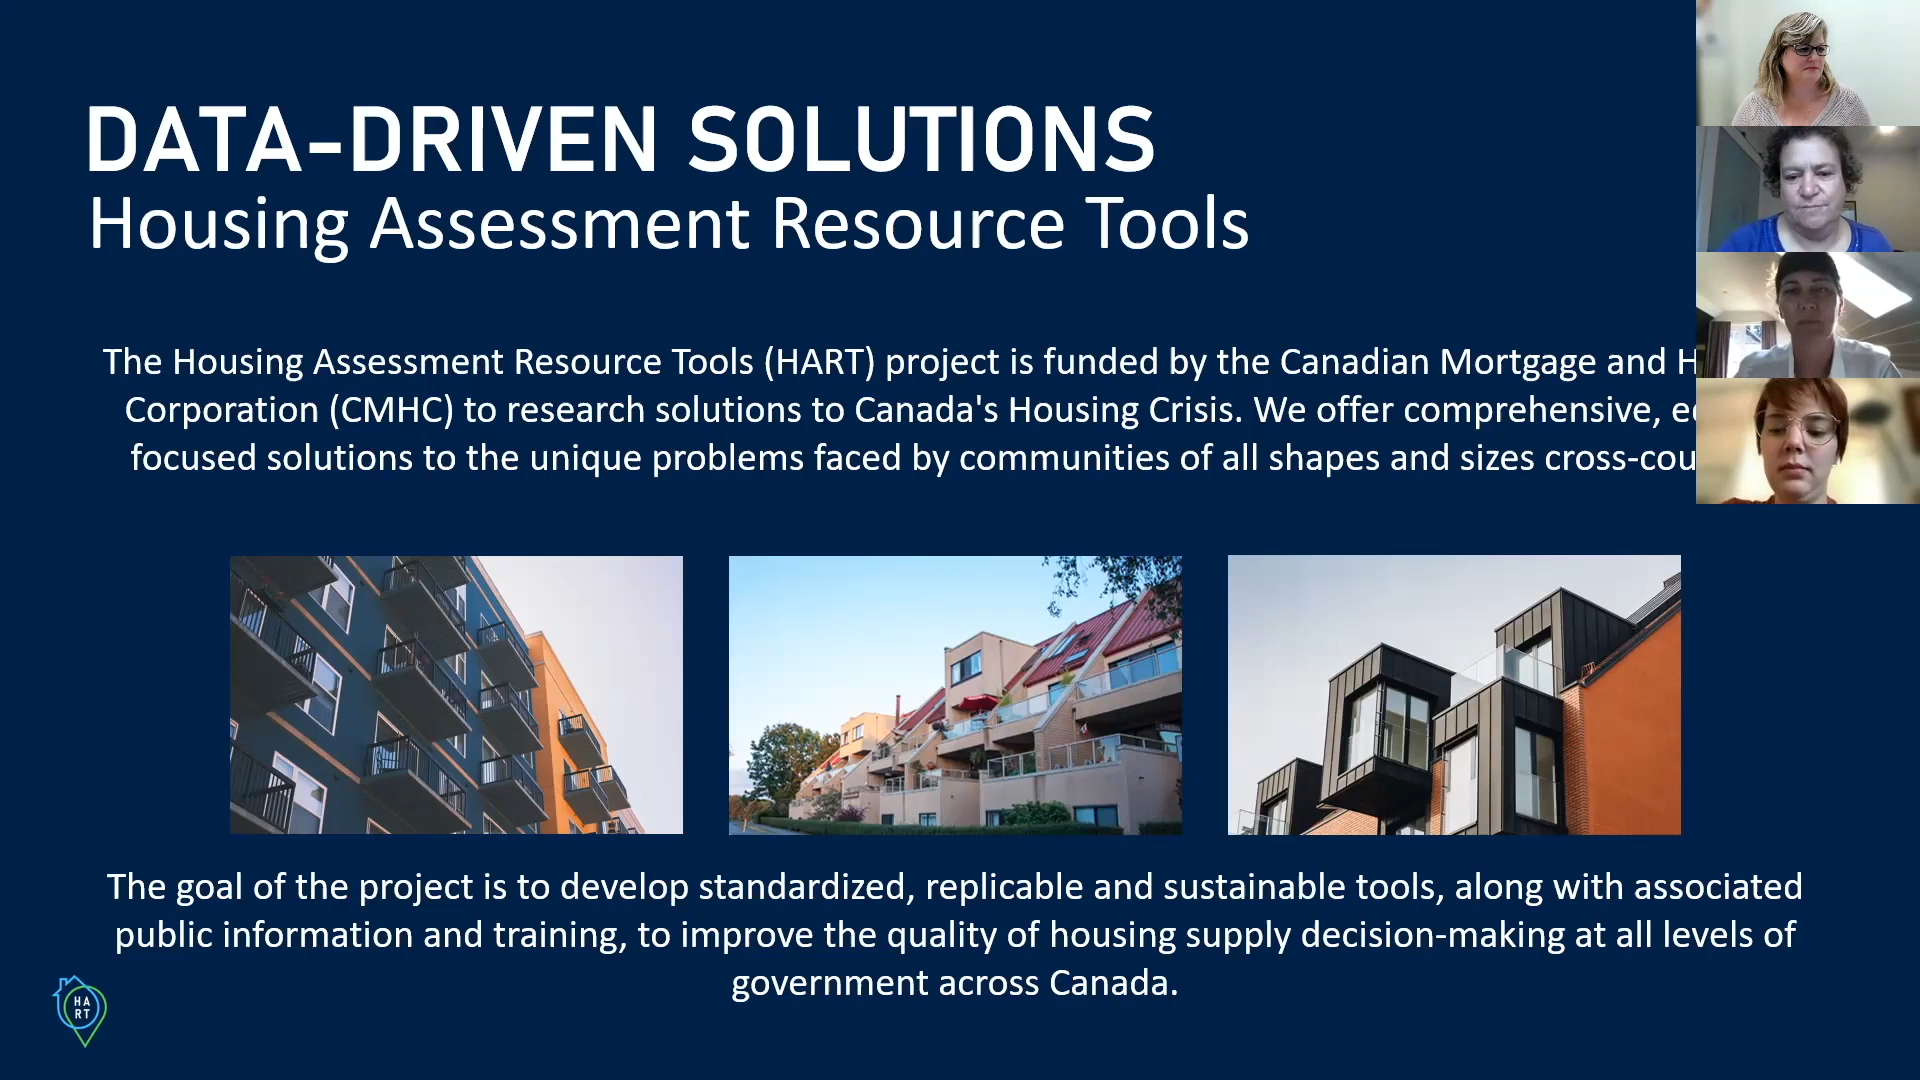 DATA-DRIVEN SOLUTIONS
Housing Assessment Resource Tools
The Housing Assessment Resource Tools (HART) project is funded by the Canadian Mortgage and
Corporation (CMHC) to research solutions to Canada's Housing Crisis. We offer comprehensive,
focused solutions to the unique problems faced by communities of all shapes and sizes
The goal of the project is to develop standardized, replicable and sustainable tools, along with associated
public information and training, to improve the quality of housing supply decision-making at all levels of
government across Canada.
HA
RT